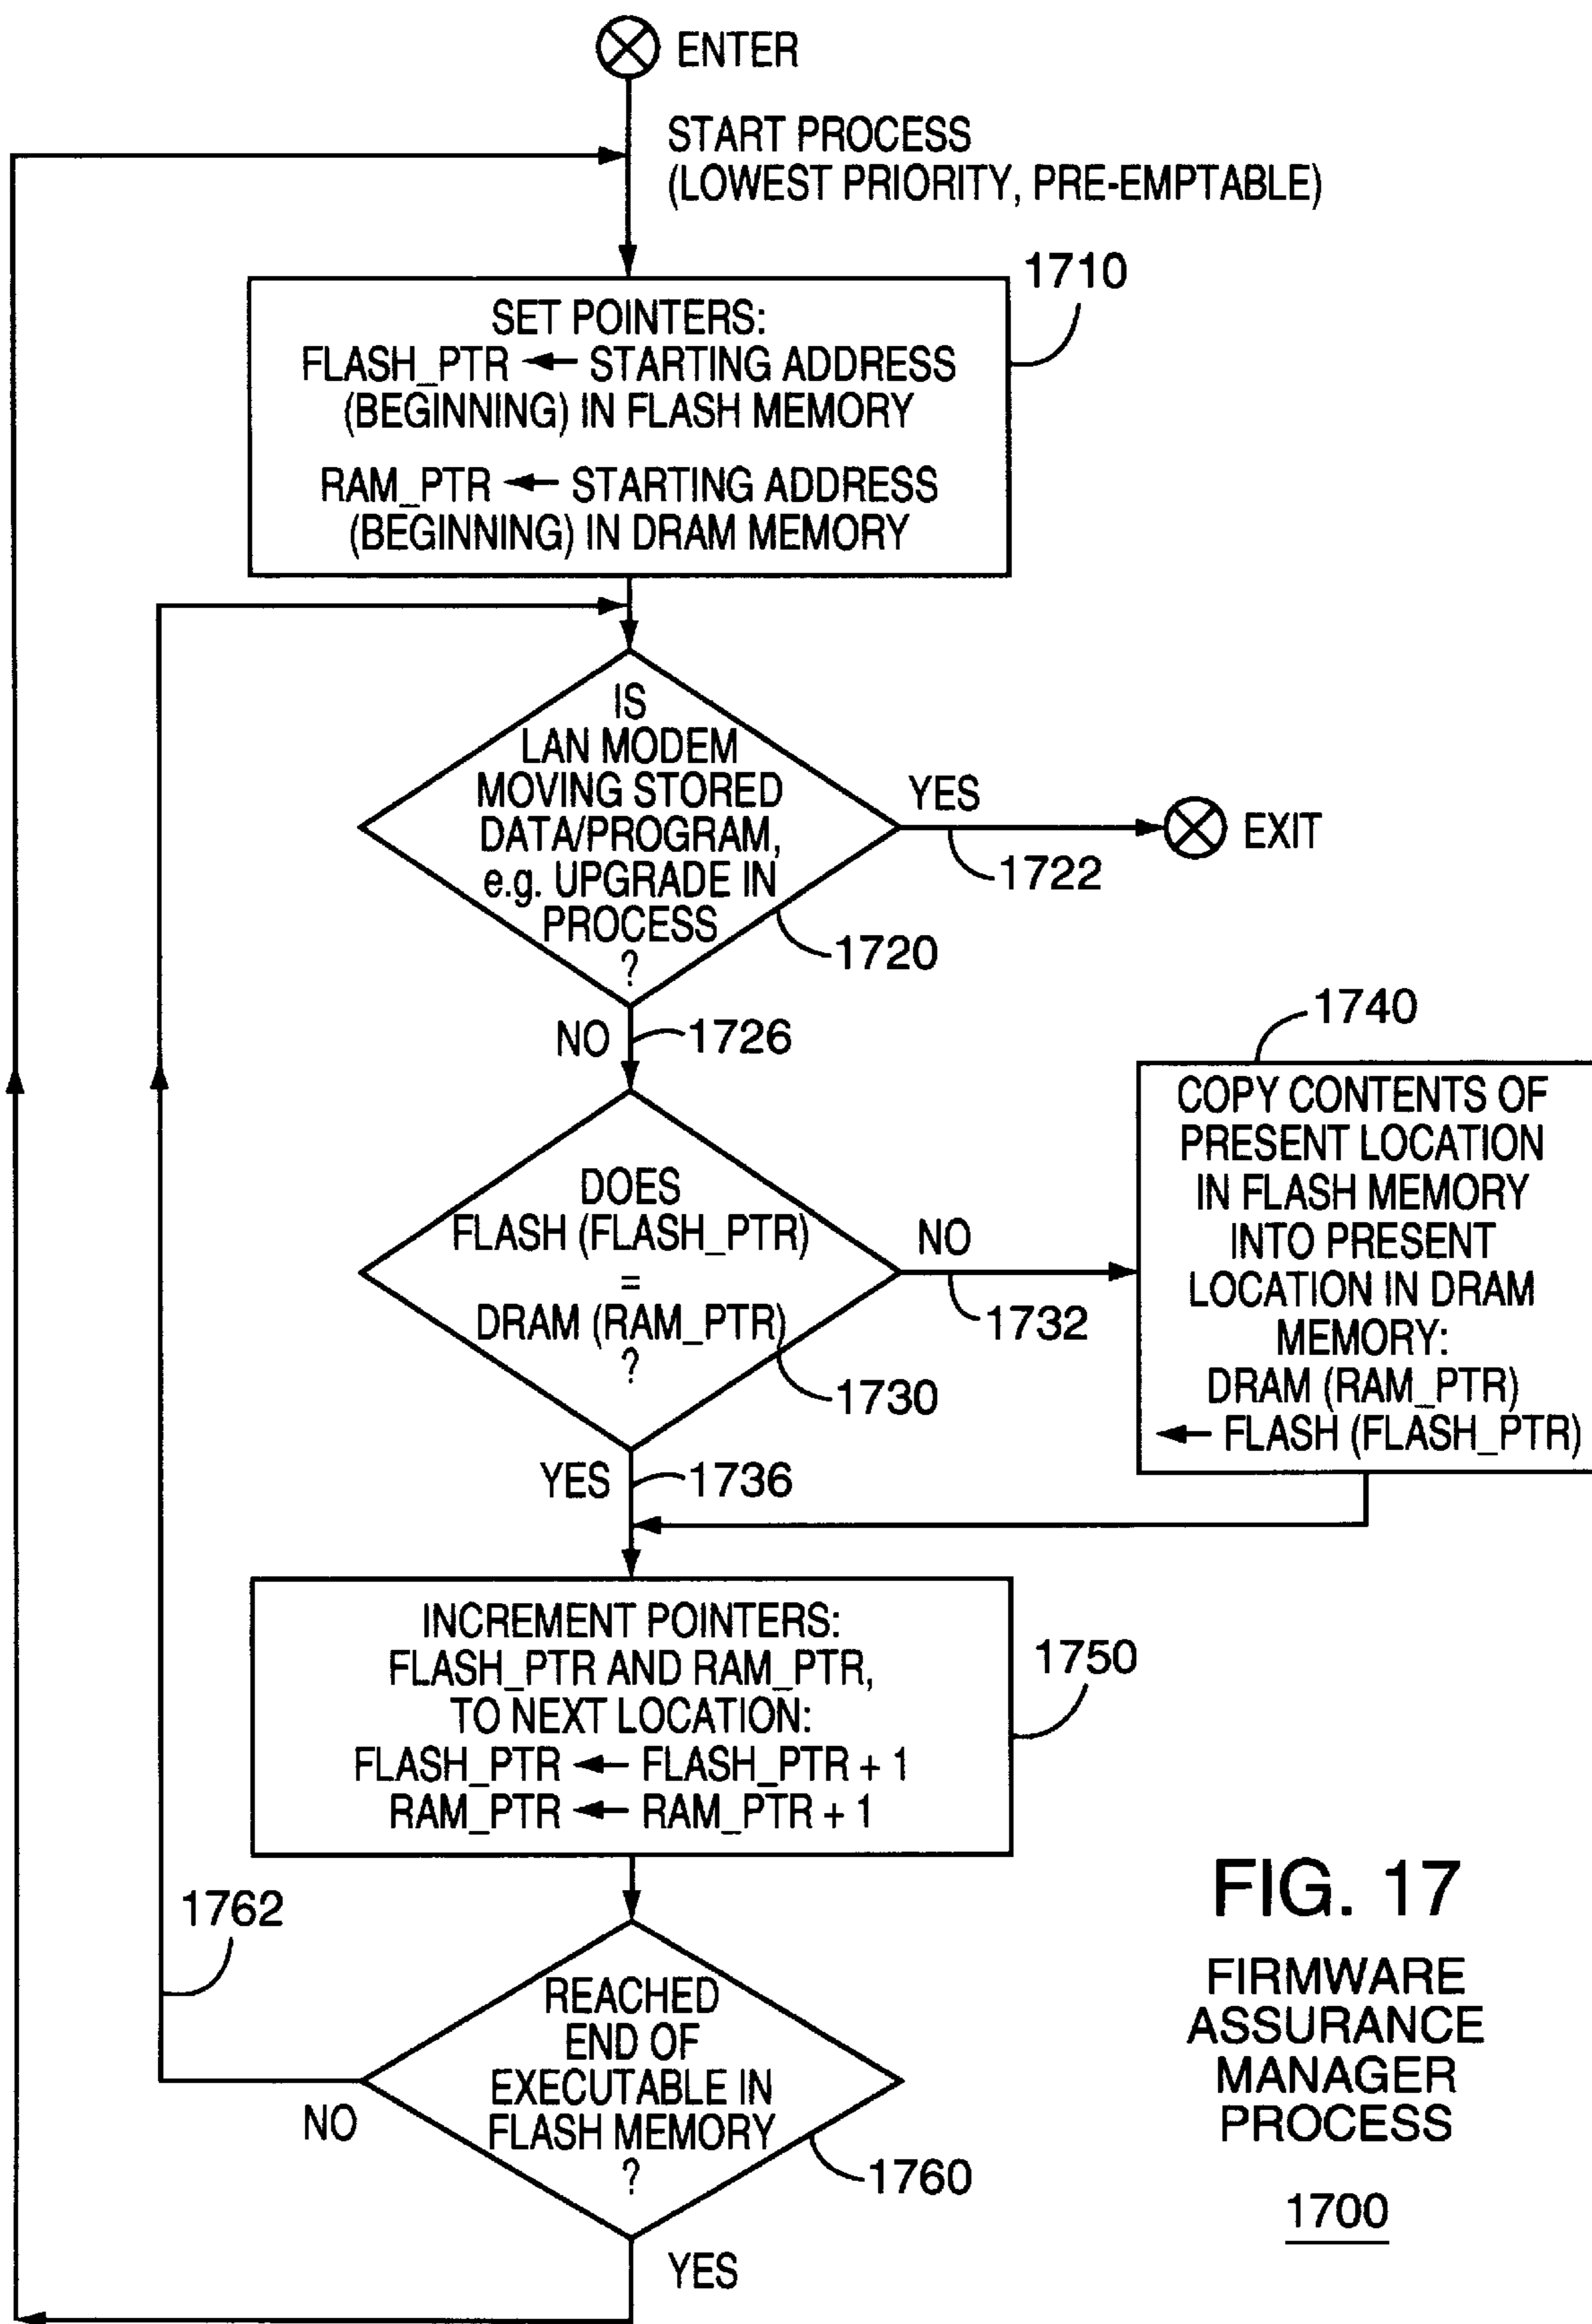 ENTER
START PROCESS
(LOWEST PRIORITY, PRE-EMPTABLE)
1710
SET POINTERS:
FLASH_PTR ← STARTING ADDRESS
(BEGINNING) IN FLASH MEMORY
RAM_PTR ← STARTING ADDRESS
(BEGINNING) IN DRAM MEMORY
IS
LAN MODEM
MOVING STORED
DATA/PROGRAM,
e.g. UPGRADE IN
PROCESS
?
YES
EXIT
1722
1720
NO
1726
1740
COPY CONTENTS OF
PRESENT LOCATION
IN FLASH MEMORY
INTO PRESENT
LOCATION IN DRAM
MEMORY:
DRAM (RAM_PTR)
← FLASH (FLASH_PTR)
DOES
FLASH (FLASH_PTR)
=
DRAM (RAM_PTR)
?
NO
1732
1730
YES
1736
INCREMENT POINTERS:
FLASH_PTR AND RAM_PTR,
TO NEXT LOCATION:
FLASH_PTR ← FLASH_PTR + 1
RAM_PTR ← RAM_PTR + 1
1750
1762
REACHED
END OF
EXECUTABLE IN
FLASH MEMORY
?
NO
1760
YES
FIG. 17
FIRMWARE
ASSURANCE
MANAGER
PROCESS
1700